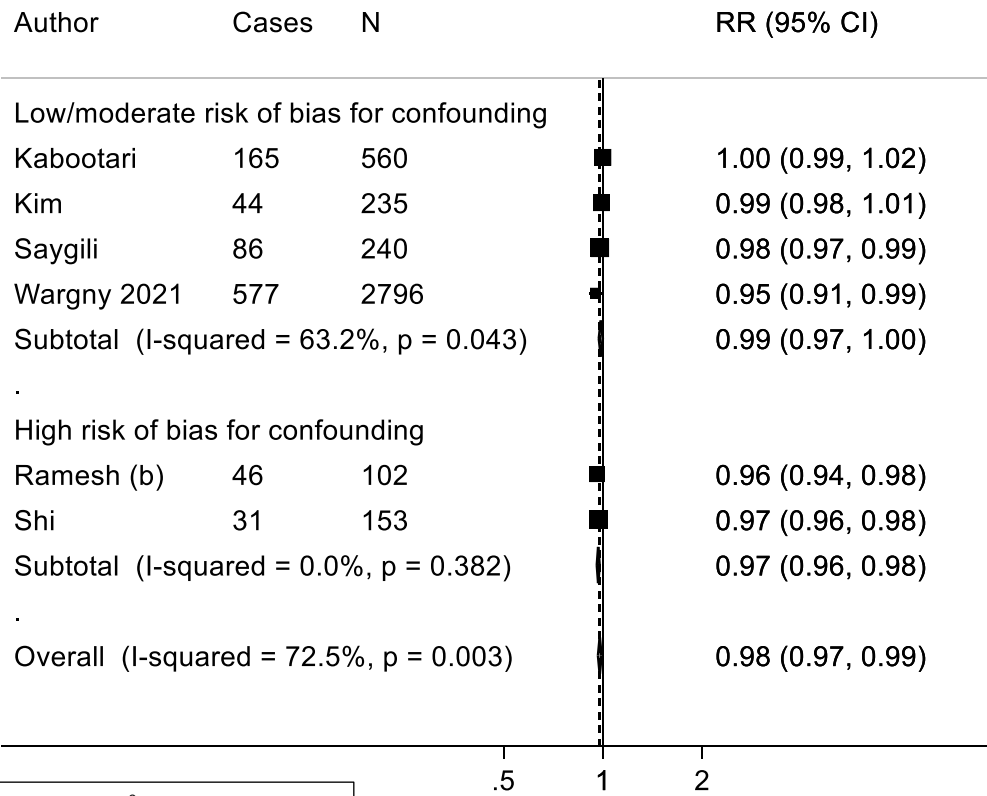 Author Cases N RR (95% CI)
Low/moderate risk of bias for confounding
Kabootari 165 560 1.00 (0.99, 1.02)
Kim 44 235 0.99 (0.98, 1.01)
Saygili 86 240 0.98 (0.97, 0.99)
Wargny 2021 577 2796 0.95 (0.91, 0.99)
Subtotal (I-squared = 63.2%, p = 0.043) 0.99 (0.97, 1.00)
.
High risk of bias for confounding
Ramesh (b) 46 102 0.96 (0.94, 0.98)
Shi 31 153 0.97 (0.96, 0.98)
Subtotal (I-squared = 0.0%, p = 0.382) 0.97 (0.96, 0.98)
.
Overall (I-squared = 72.5%, p = 0.003) 0.98 (0.97, 0.99)
.5 1 2